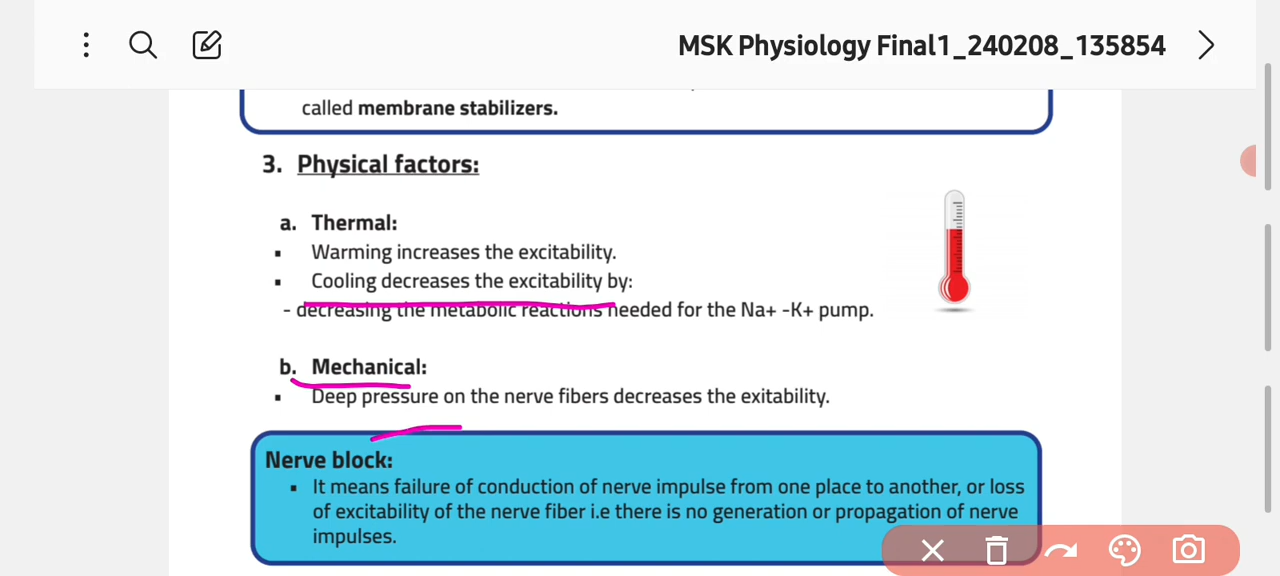 MSK Physiology Final1_240208_135854
called membrane stabilizers.
3. Physical factors:
a. Thermal:
▪ Warming increases the excitability.
▪ Cooling decreases the excitability by:
- decreasing the metabolic reactions needed for the Na+ -K+ pump.
b. Mechanical:
▪ Deep pressure on the nerve fibers decreases the exitability.
Nerve block:
▪ It means failure of conduction of nerve impulse from one place to another, or loss
of excitability of the nerve fiber i.e there is no generation or propagation of nerve
impulses.